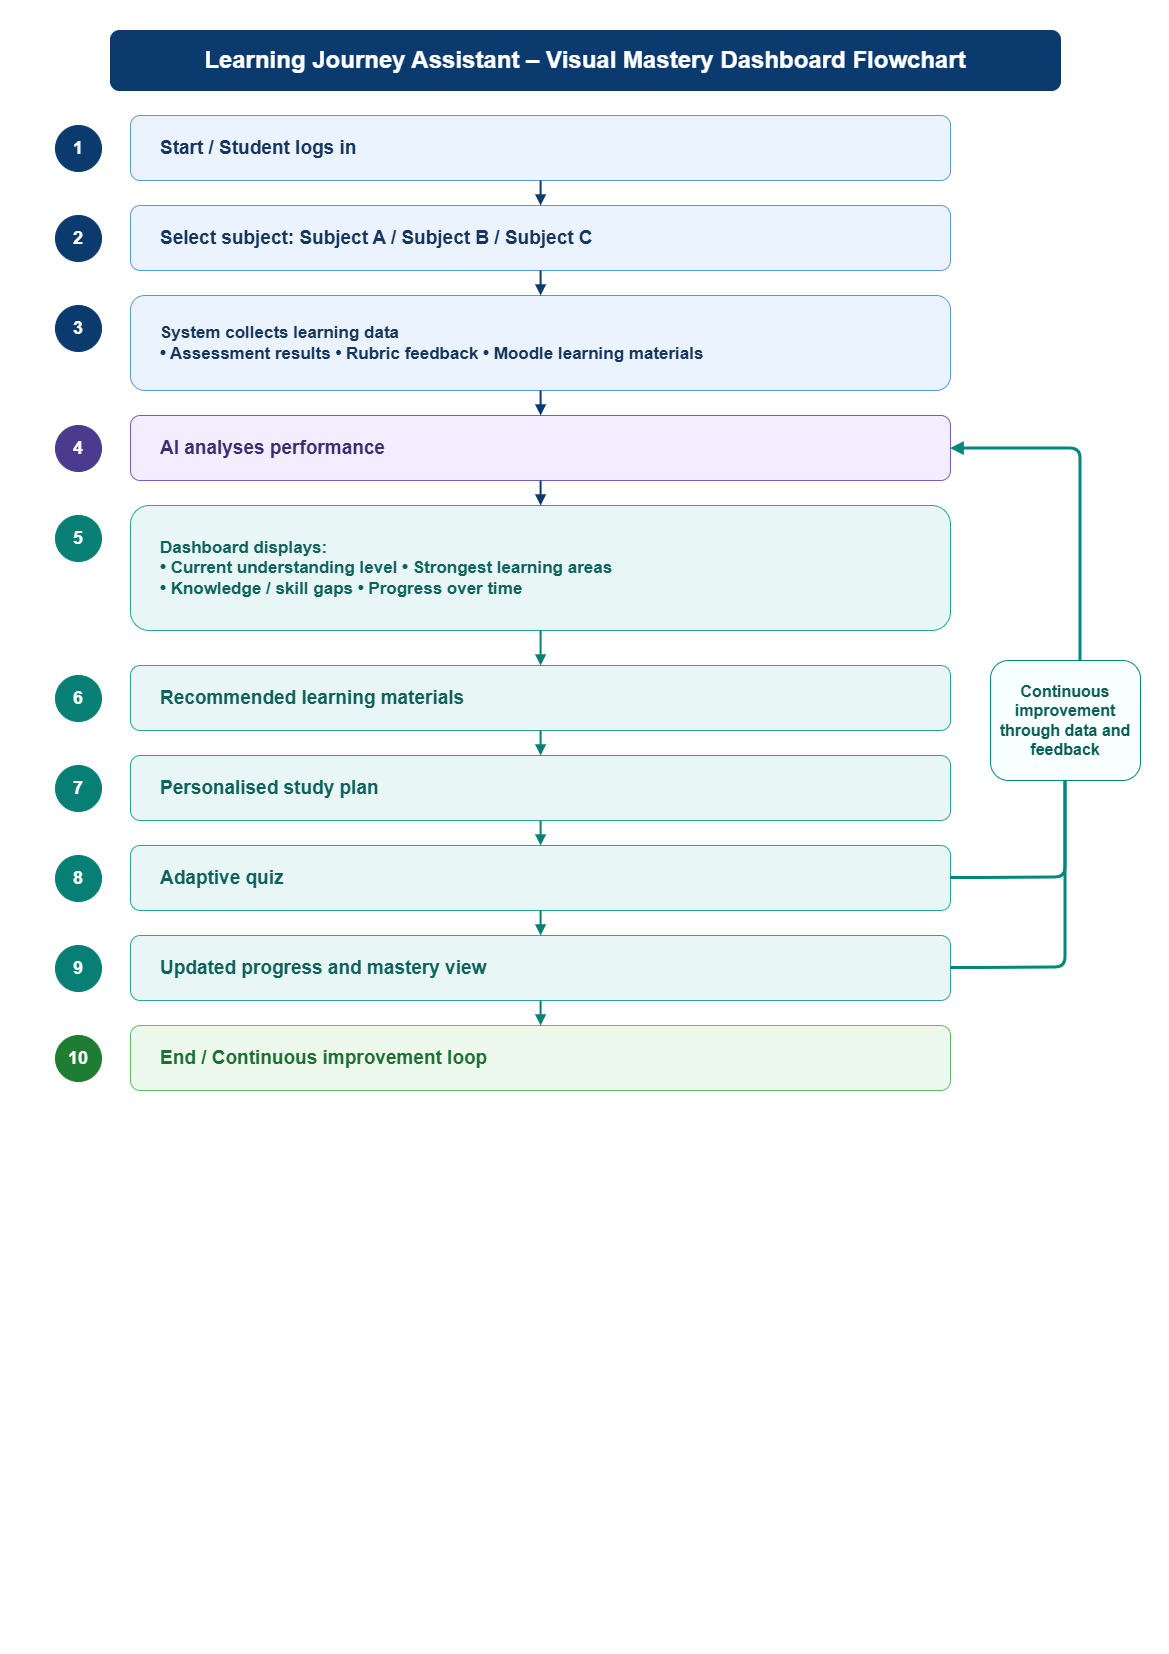 Learning Journey Assistant – Visual Mastery Dashboard Flowchart
1
Start / Student logs in
2
Select subject: Subject A / Subject B / Subject C
3
System collects learning data
• Assessment results • Rubric feedback • Moodle learning materials
4
AI analyses performance
5
Dashboard displays:
• Current understanding level • Strongest learning areas
• Knowledge / skill gaps • Progress over time
6
Recommended learning materials
Continuous
improvement
through data and
feedback
7
Personalised study plan
8
Adaptive quiz
9
Updated progress and mastery view
10
End / Continuous improvement loop